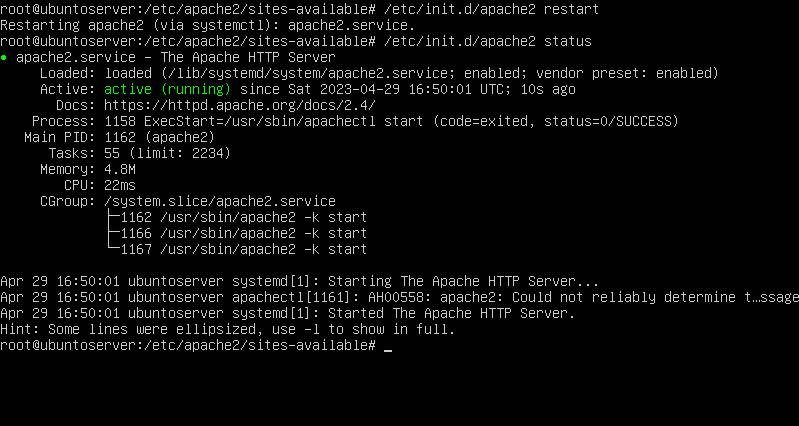 root@ubuntoserver:/etc/apache2/sites-available# /etc/init.d/apache2 restart
Restarting apache2 (via systemctl): apache2.service.
root@ubuntoserver:/etc/apache2/sites-available# /etc/init.d/apache2 status
● apache2.service - The Apache HTTP Server
     Loaded: loaded (/lib/systemd/system/apache2.service; enabled; vendor preset: enabled)
     Active: active (running) since Sat 2023-04-29 16:50:01 UTC; 10s ago
       Docs: https://httpd.apache.org/docs/2.4/
    Process: 1158 ExecStart=/usr/sbin/apachectl start (code=exited, status=0/SUCCESS)
   Main PID: 1162 (apache2)
      Tasks: 55 (limit: 2234)
     Memory: 4.8M
        CPU: 22ms
     CGroup: /system.slice/apache2.service
             ├─1162 /usr/sbin/apache2 -k start
             ├─1166 /usr/sbin/apache2 -k start
             └─1167 /usr/sbin/apache2 -k start

Apr 29 16:50:01 ubuntoserver systemd[1]: Starting The Apache HTTP Server...
Apr 29 16:50:01 ubuntoserver apachectl[1161]: AH00558: apache2: Could not reliably determine t…ssage
Apr 29 16:50:01 ubuntoserver systemd[1]: Started The Apache HTTP Server.
Hint: Some lines were ellipsized, use -l to show in full.
root@ubuntoserver:/etc/apache2/sites-available# _